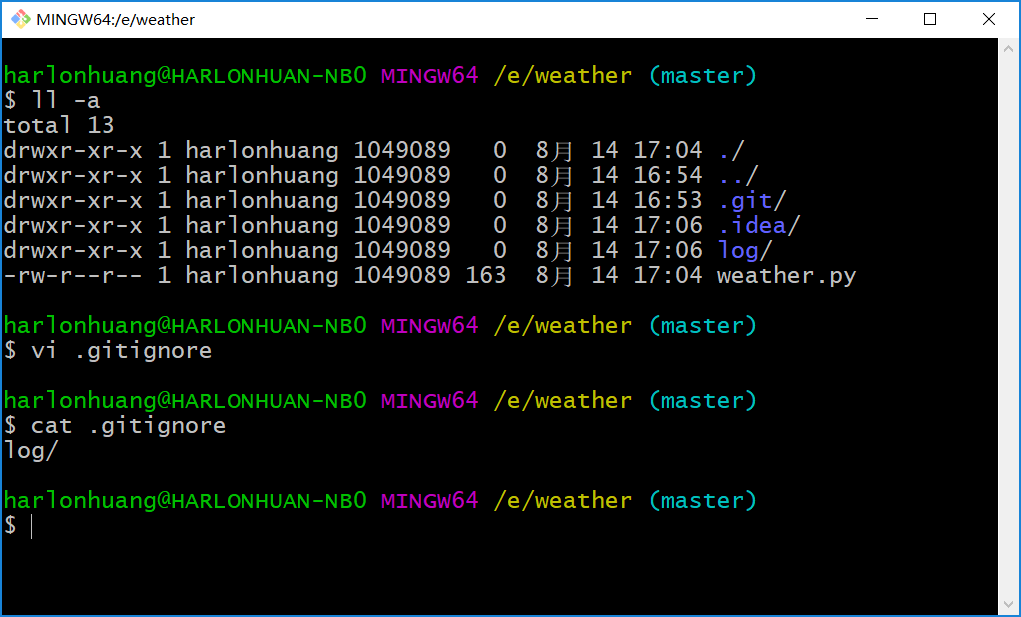 MINGW64:/e/weather
harlonhuang@HARLONHUAN-NB0 MINGW64 /e/weather (master)
$ ll -a
total 13
drwxr-xr-x 1 harlonhuang 1049089   0  8月 14 17:04 ./
drwxr-xr-x 1 harlonhuang 1049089   0  8月 14 16:54 ../
drwxr-xr-x 1 harlonhuang 1049089   0  8月 14 16:53 .git/
drwxr-xr-x 1 harlonhuang 1049089   0  8月 14 17:06 .idea/
drwxr-xr-x 1 harlonhuang 1049089   0  8月 14 17:06 log/
-rw-r--r-- 1 harlonhuang 1049089 163  8月 14 17:04 weather.py
harlonhuang@HARLONHUAN-NB0 MINGW64 /e/weather (master)
$ vi .gitignore
harlonhuang@HARLONHUAN-NB0 MINGW64 /e/weather (master)
$ cat .gitignore
log/
harlonhuang@HARLONHUAN-NB0 MINGW64 /e/weather (master)
$